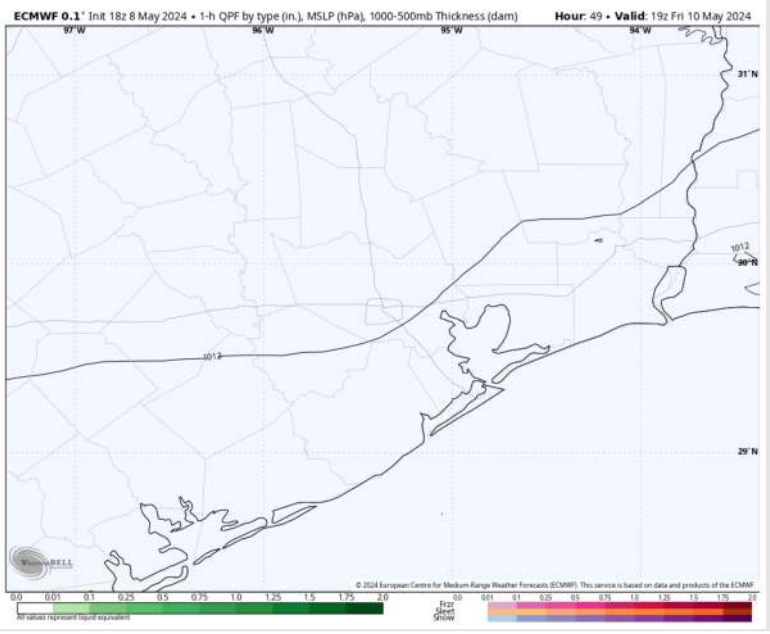 ECMWF 0.1° Init 18z 8 May 2024 • 1-h QPF by type (in.), MSLP (hPa), 1000-500mb Thickness (dam) Hour: 49 • Valid: 19z Fri 10 May 2024
97°W 96°W 95°W 94°W
31°N
1012
30°N
1012
29°N
WeatherBELL
© 2024 European Centre for Medium-Range Weather Forecasts (ECMWF). This service is based on data and products of the ECMWF
0.0 0.01 0.1 0.25 0.5 0.75 1.0 1.25 1.5 1.75 2.0 0.0 0.01 0.1 0.25 0.5 0.75 1.0 1.25 1.5 1.75 2.0
Frzr
Sleet
Snow
All values represent liquid equivalent